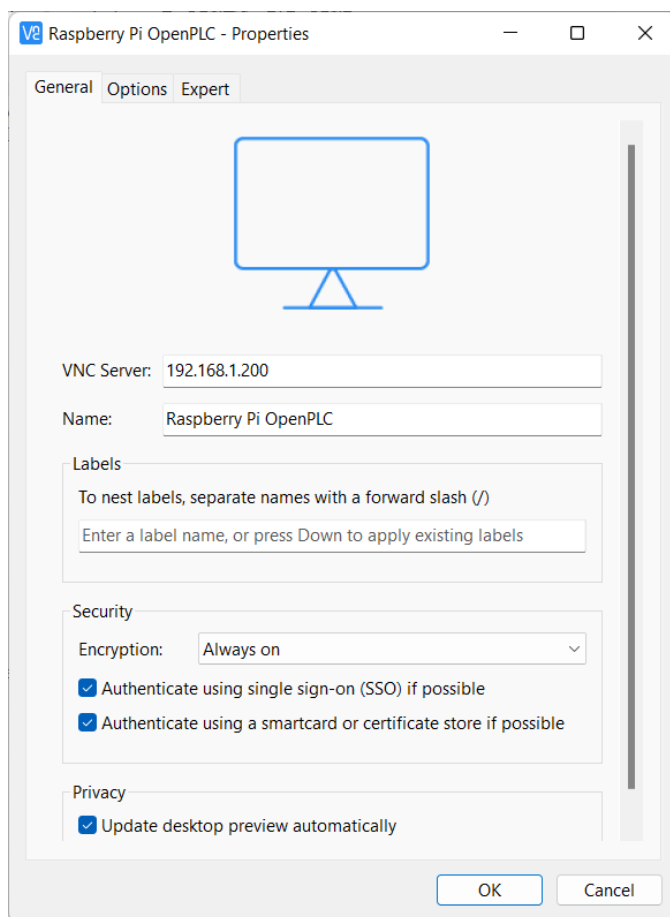 V2 Raspberry Pi OpenPLC - Properties
General Options Expert
VNC Server: 192.168.1.200
Name: Raspberry Pi OpenPLC
Labels
To nest labels, separate names with a forward slash (/)
Enter a label name, or press Down to apply existing labels
Security
Encryption: Always on
Authenticate using single sign-on (SSO) if possible
Authenticate using a smartcard or certificate store if possible
Privacy
Update desktop preview automatically
OK Cancel